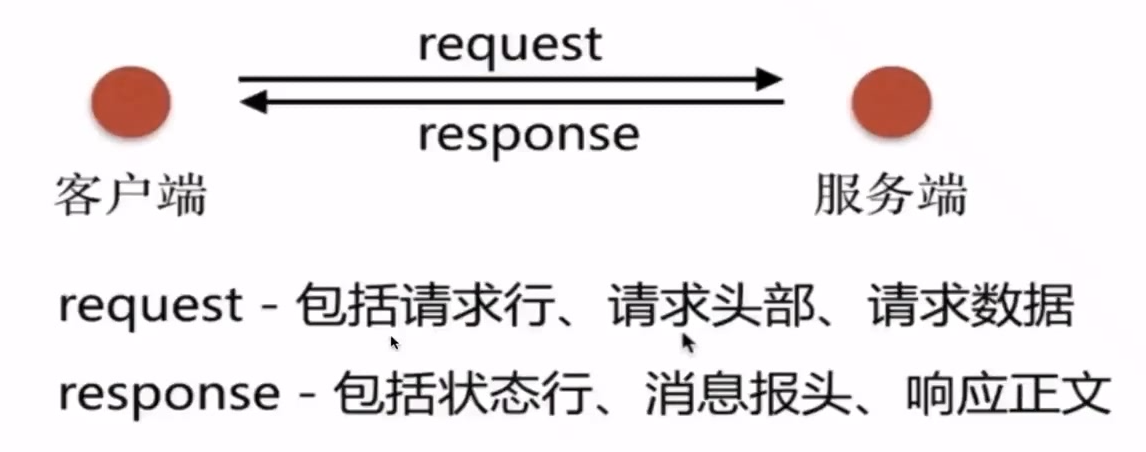 request
response
客户端 服务端
request - 包括请求行、请求头部、请求数据
response - 包括状态行、消息报头、响应正文